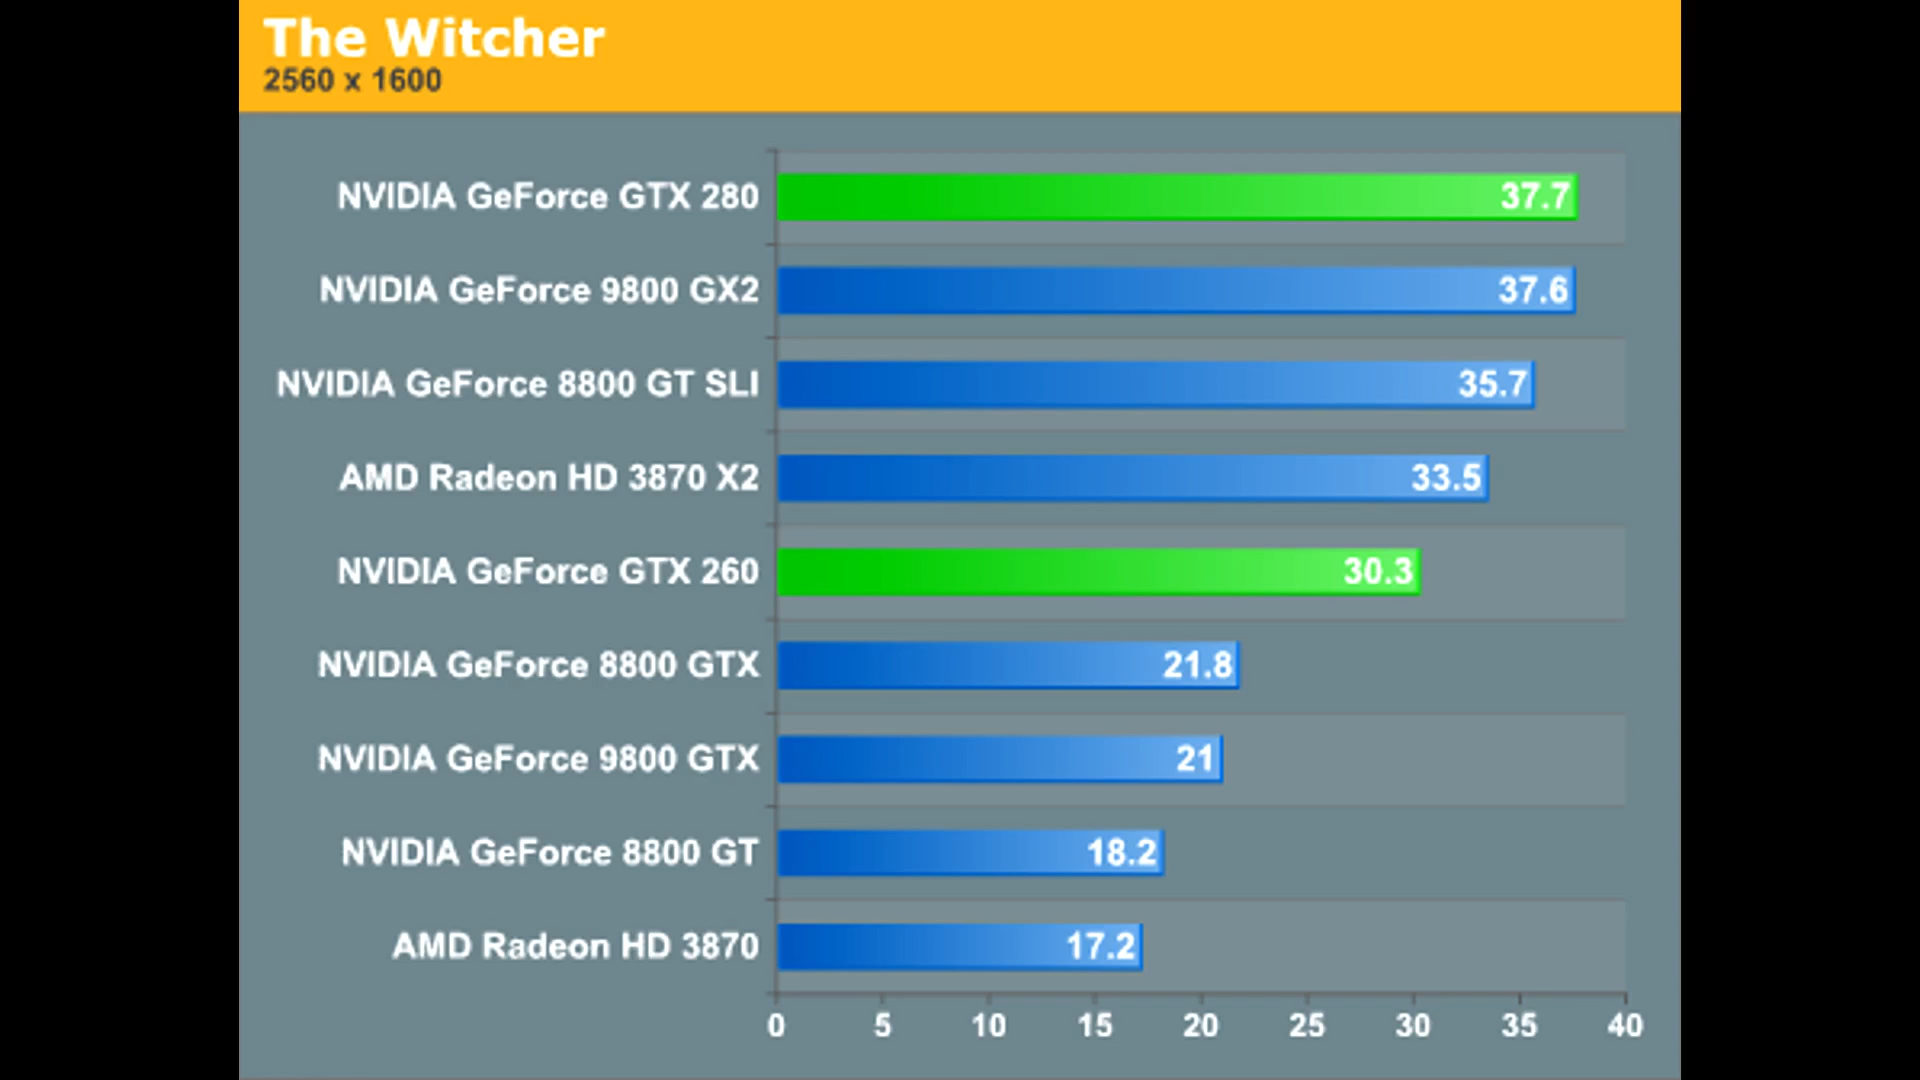 The Witcher
2560 x 1600
NVIDIA GeForce GTX 280 37.7
NVIDIA GeForce 9800 GX2 37.6
NVIDIA GeForce 8800 GT SLI 35.7
AMD Radeon HD 3870 X2 33.5
NVIDIA GeForce GTX 260 30.3
NVIDIA GeForce 8800 GTX 21.8
NVIDIA GeForce 9800 GTX 21
NVIDIA GeForce 8800 GT 18.2
AMD Radeon HD 3870 17.2
0 5 10 15 20 25 30 35 40